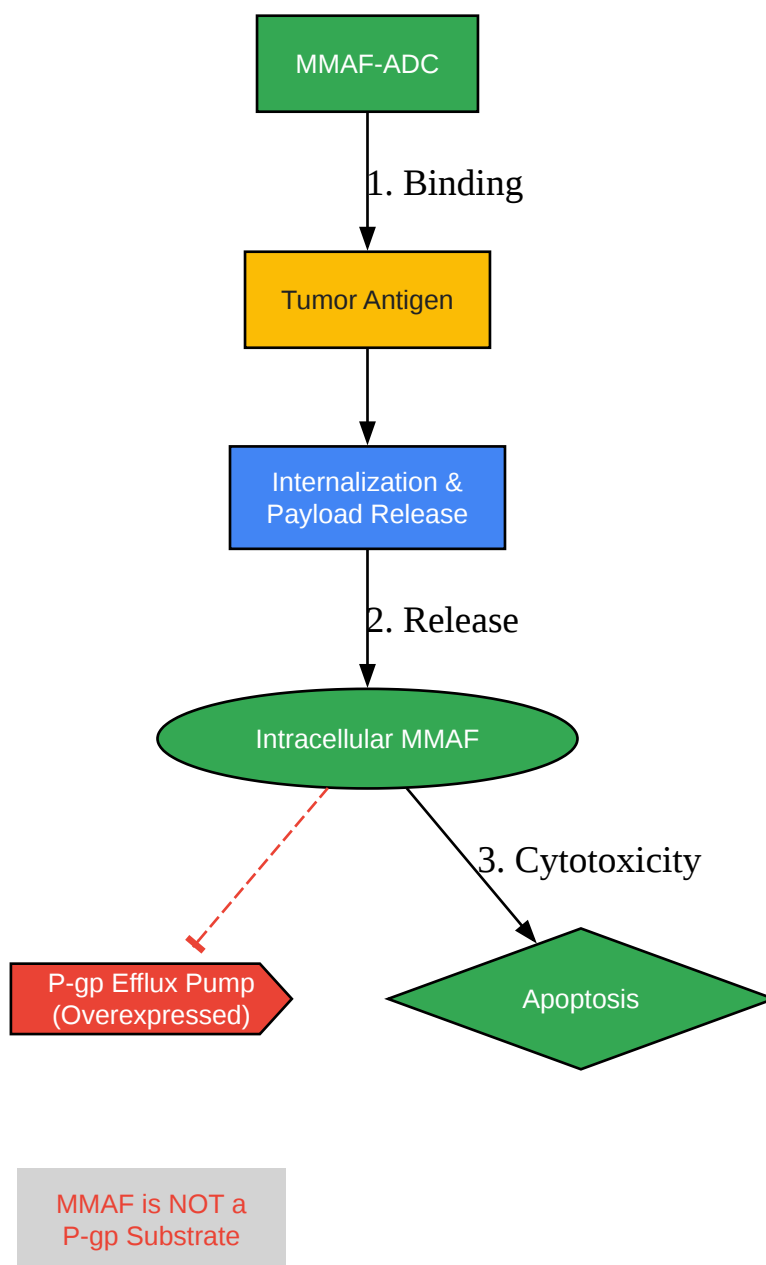 MMAF-ADC
1. Binding
Tumor Antigen
Internalization &
Payload Release
2. Release
Intracellular MMAF
3. Cytotoxicity
P-gp Efflux Pump
(Overexpressed)
Apoptosis
MMAF is NOT a
P-gp Substrate